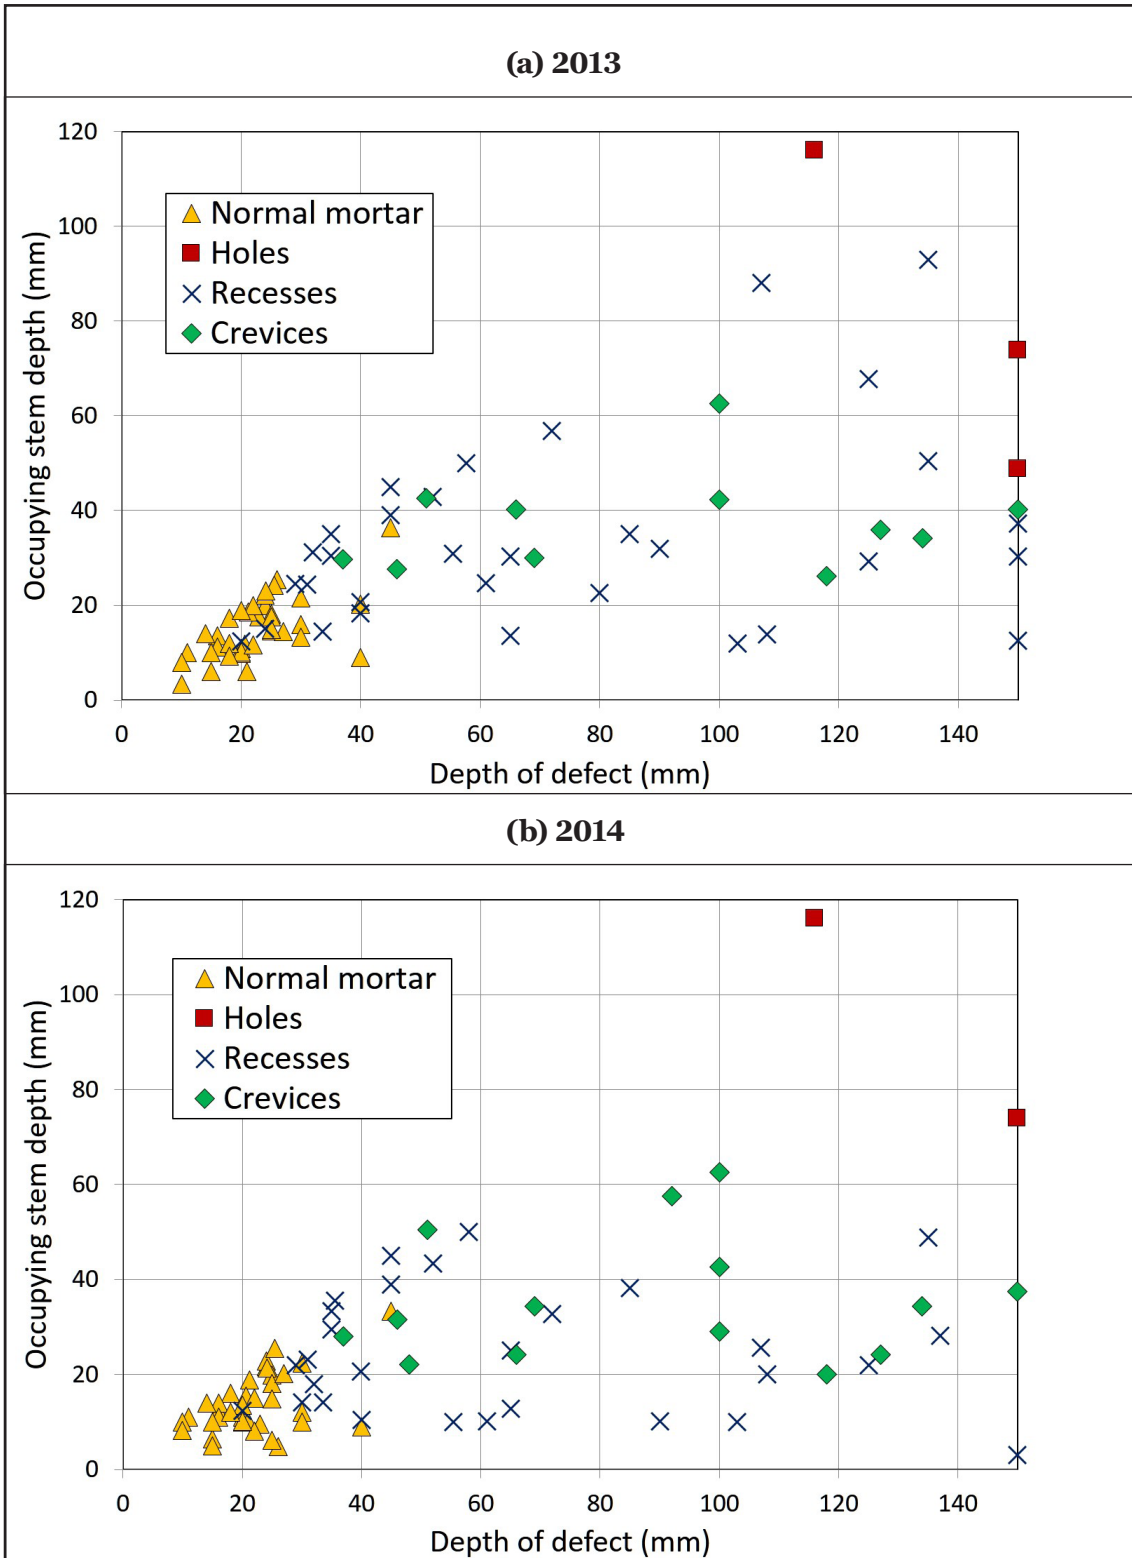 (a) 2013
120
100
80
60
40
20
0
Occupying stem depth (mm)
Normal mortar
Holes
Recesses
Crevices
0 20 40 60 80 100 120 140
Depth of defect (mm)
(b) 2014
120
100
80
60
40
20
0
Occupying stem depth (mm)
Normal mortar
Holes
Recesses
Crevices
0 20 40 60 80 100 120 140
Depth of defect (mm)